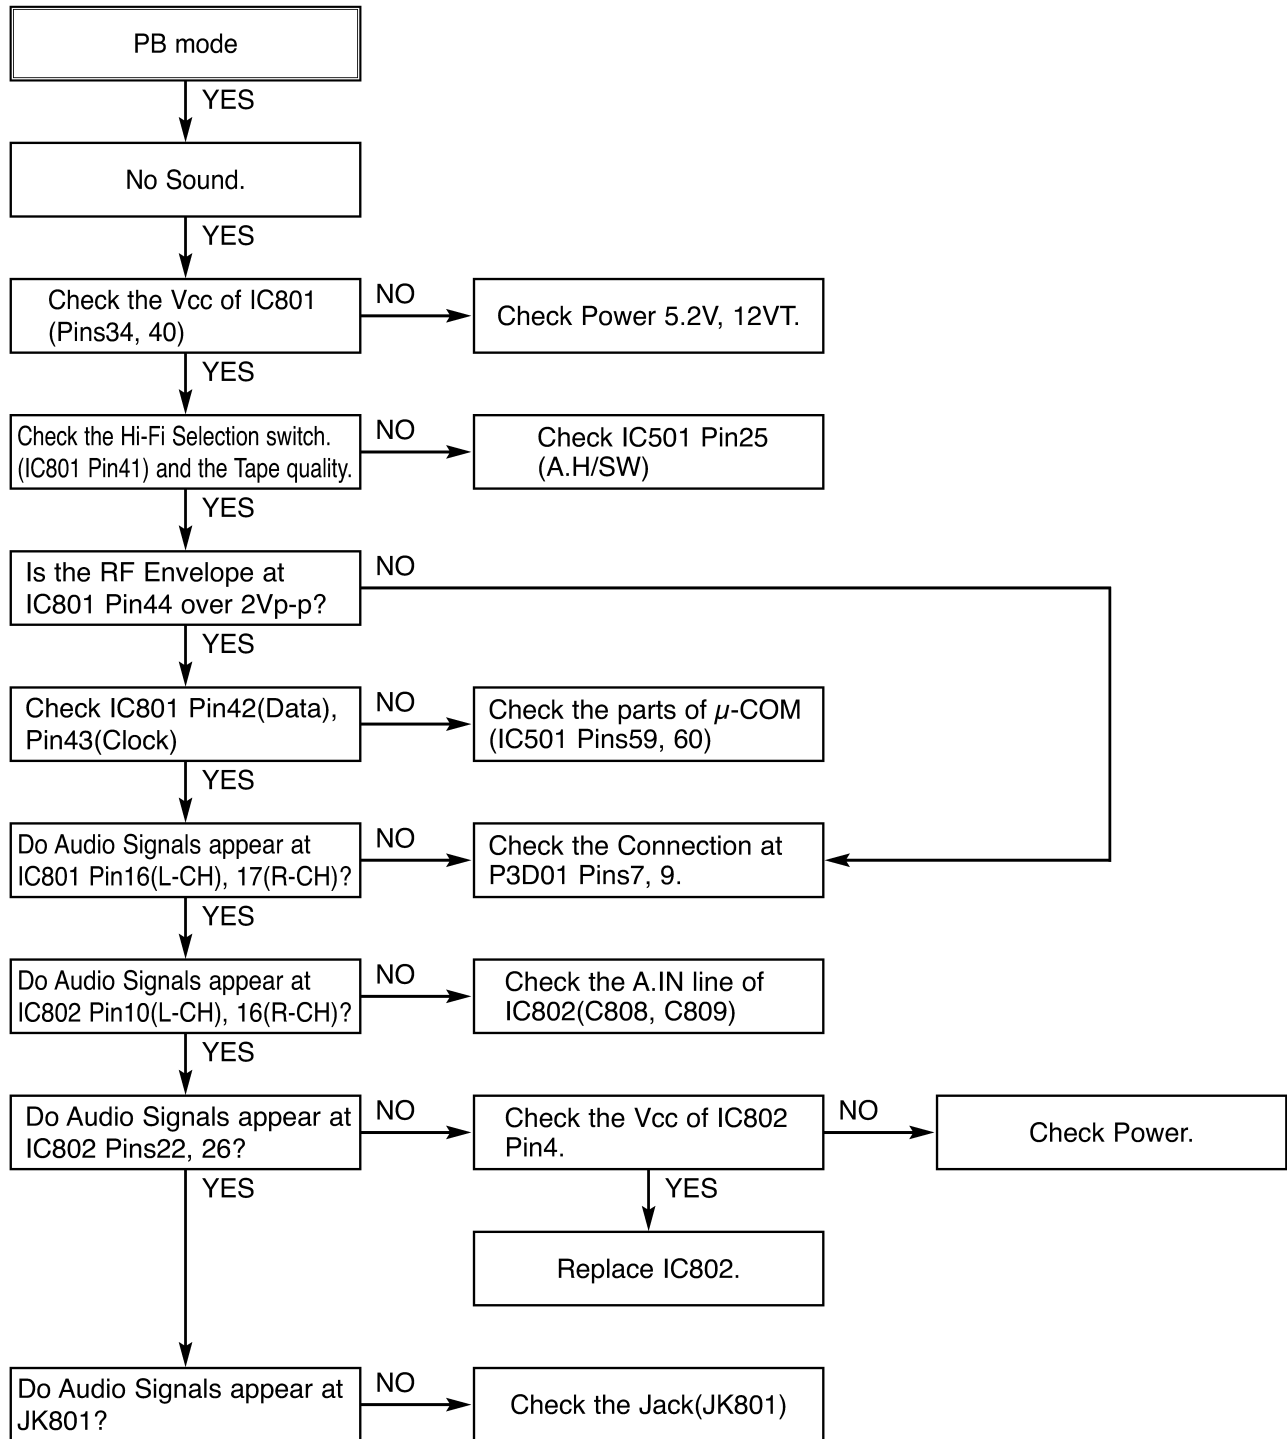 PB mode
YES
No Sound.
YES
Check the Vcc of IC801
(Pins34, 40)
NO
Check Power 5.2V, 12VT.
YES
Check the Hi-Fi Selection switch.
(IC801 Pin41) and the Tape quality.
NO
Check IC501 Pin25
(A.H/SW)
YES
Is the RF Envelope at
IC801 Pin44 over 2Vp-p?
NO
YES
Check IC801 Pin42(Data),
Pin43(Clock)
NO
Check the parts of µ-COM
(IC501 Pins59, 60)
YES
Do Audio Signals appear at
IC801 Pin16(L-CH), 17(R-CH)?
NO
Check the Connection at
P3D01 Pins7, 9.
YES
Do Audio Signals appear at
IC802 Pin10(L-CH), 16(R-CH)?
NO
Check the A.IN line of
IC802(C808, C809)
YES
Do Audio Signals appear at
IC802 Pins22, 26?
NO
Check the Vcc of IC802
Pin4.
NO
Check Power.
YES
YES
Replace IC802.
Do Audio Signals appear at
JK801?
NO
Check the Jack(JK801)